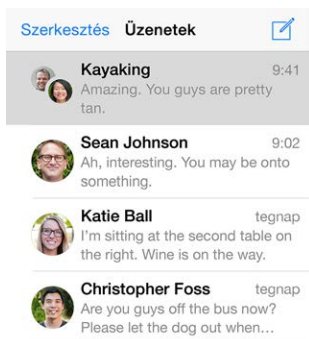 Szerkesztés Üzenetek
Kayaking 9:41
Amazing. You guys are pretty
tan.
Sean Johnson 9:02
Ah, interesting. You may be onto
something.
Katie Ball tegnap
I'm sitting at the second table on
the right. Wine is on the way.
Christopher Foss tegnap
Are you guys off the bus now?
Please let the dog out when...